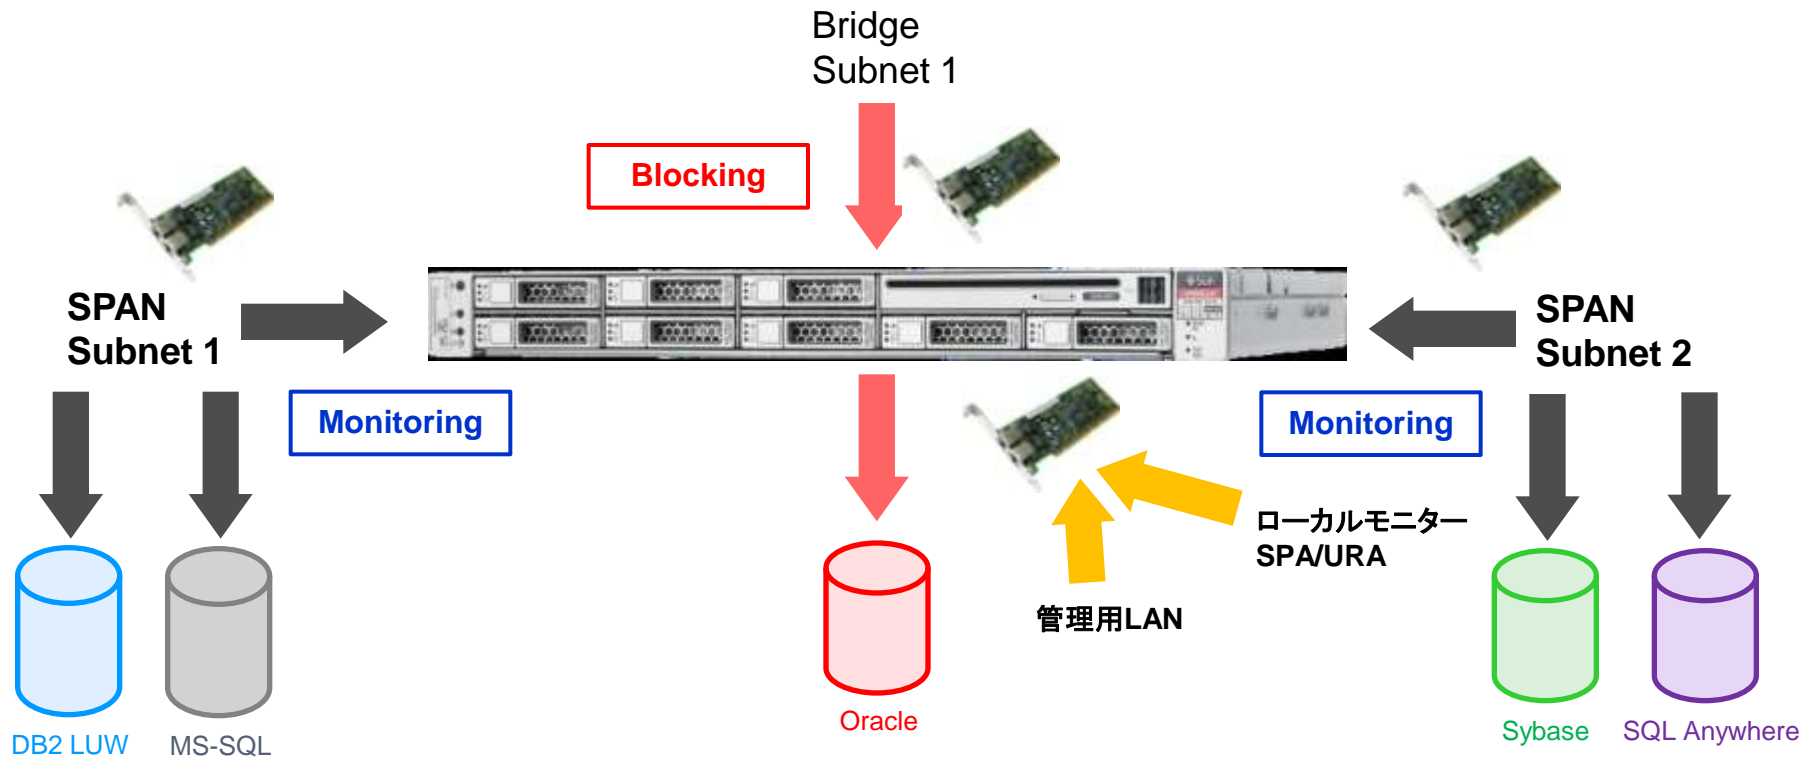 Bridge
Subnet 1
Blocking
SPAN
Subnet 1
SPAN
Subnet 2
Monitoring
Monitoring
ローカルモニター
SPA/URA
管理用LAN
Oracle
DB2 LUW
MS-SQL
Sybase
SQL Anywhere